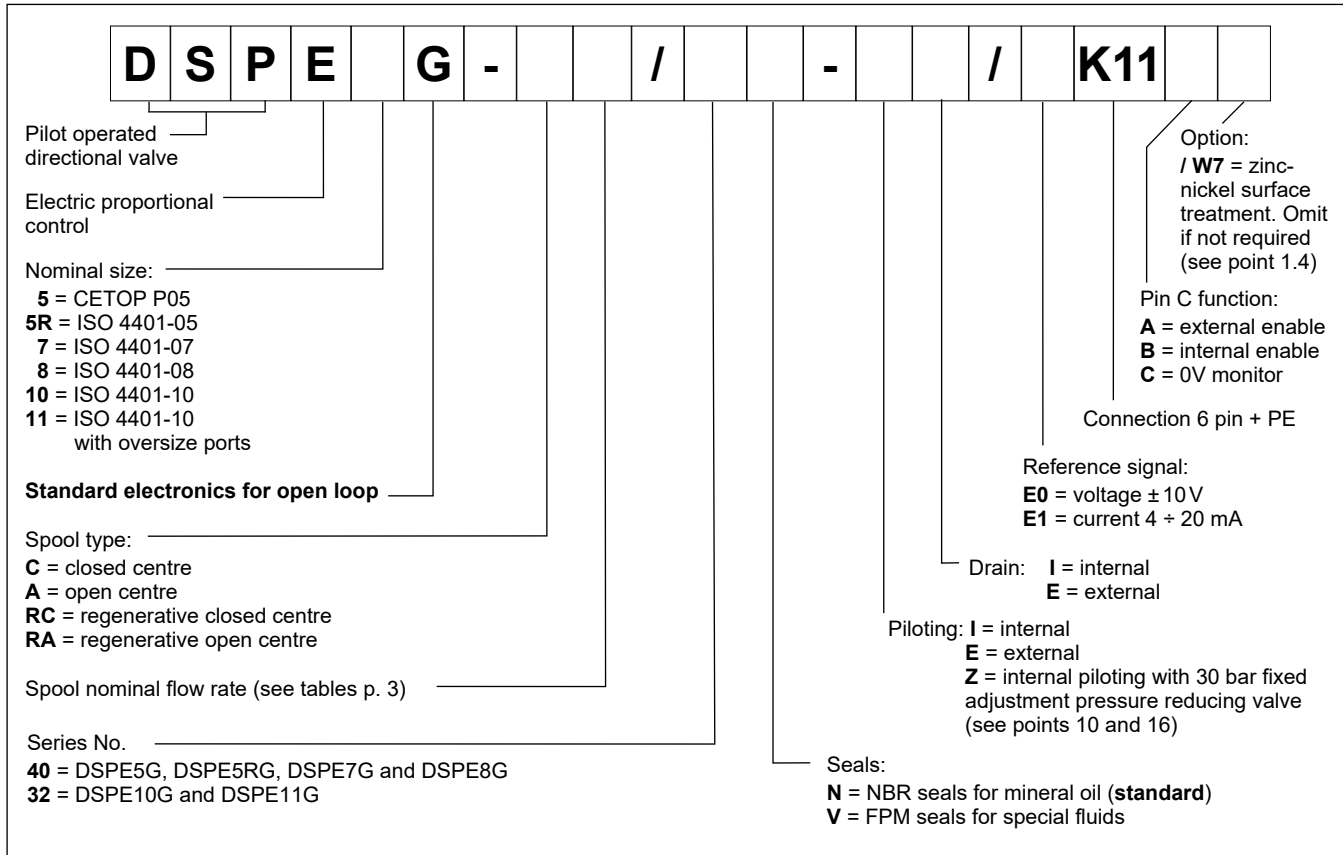 D S P E G - / - / K11
Pilot operated
directional valve
Electric proportional
control
Nominal size:
5 = CETOP P05
5R = ISO 4401-05
7 = ISO 4401-07
8 = ISO 4401-08
10 = ISO 4401-10
11 = ISO 4401-10
with oversize ports
Standard electronics for open loop
Spool type:
C = closed centre
A = open centre
RC = regenerative closed centre
RA = regenerative open centre
Spool nominal flow rate (see tables p. 3)
Series No.
40 = DSPE5G, DSPE5RG, DSPE7G and DSPE8G
32 = DSPE10G and DSPE11G
Option:
/ W7 = zinc-
nickel surface
treatment. Omit
if not required
(see point 1.4)
Pin C function:
A = external enable
B = internal enable
C = 0V monitor
Connection 6 pin + PE
Reference signal:
E0 = voltage ± 10 V
E1 = current 4 ÷ 20 mA
Drain: I = internal
E = external
Piloting: I = internal
E = external
Z = internal piloting with 30 bar fixed
adjustment pressure reducing valve
(see points 10 and 16)
Seals:
N = NBR seals for mineral oil (standard)
V = FPM seals for special fluids